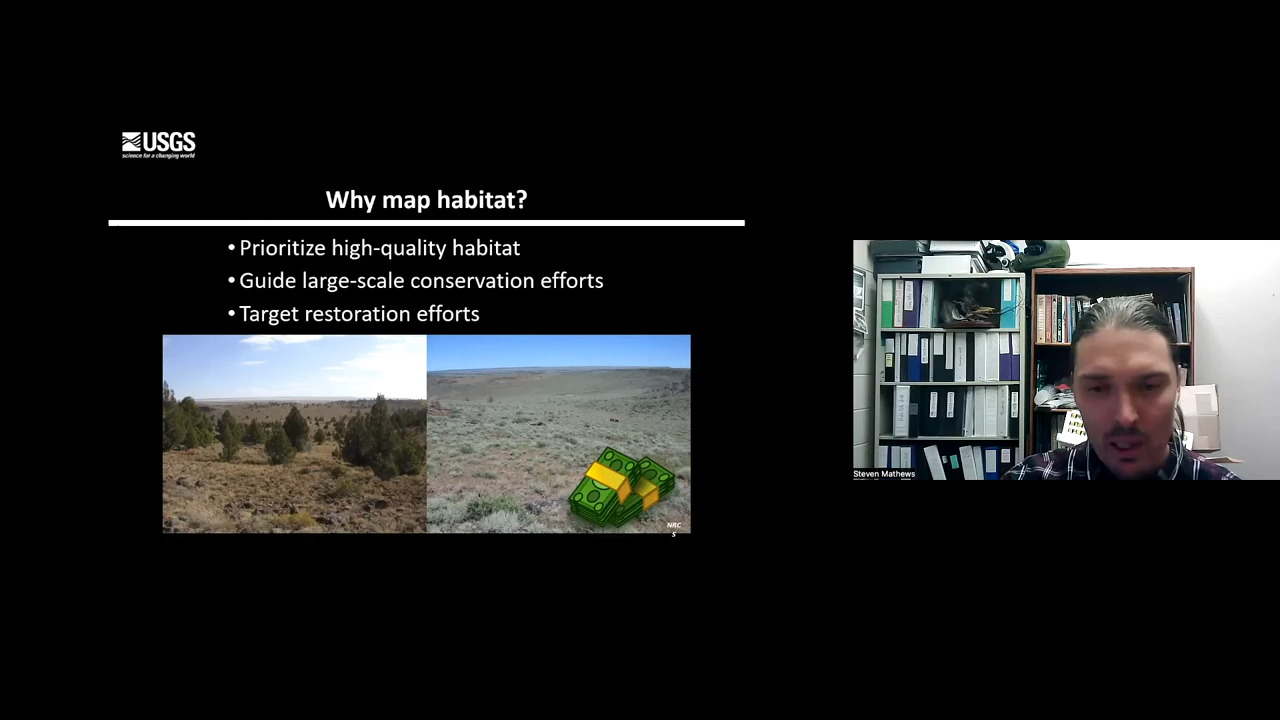 USGS
science for a changing world
Why map habitat?
• Prioritize high-quality habitat
• Guide large-scale conservation efforts
• Target restoration efforts
NRC
S
Steven Mathews